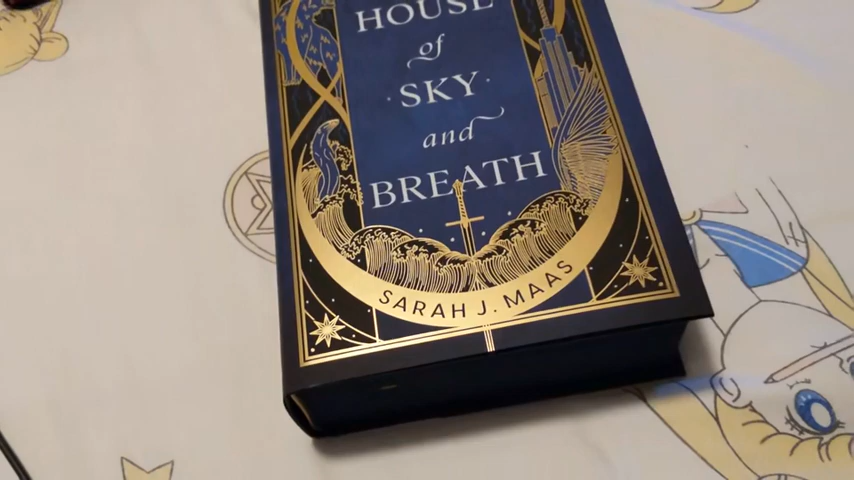 HOUSE
of
SKY
and
BREATH
SARAH J. MAAS